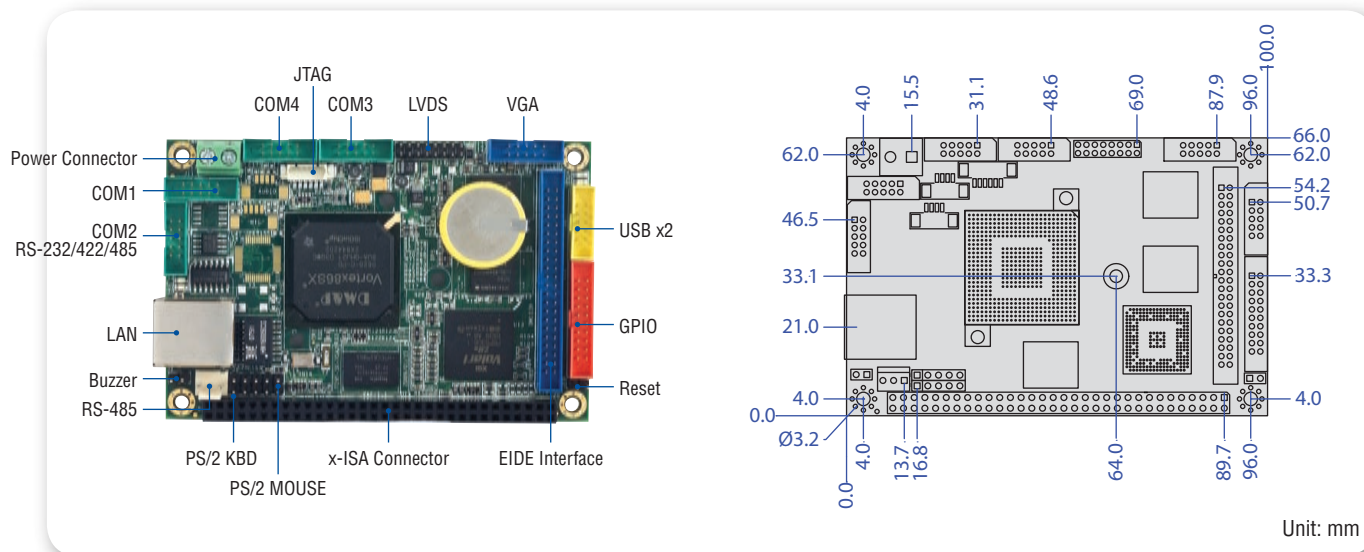 JTAG
COM4
COM3
LVDS
VGA
Power Connector
COM1
COM2
RS-232/422/485
LAN
Buzzer
RS-485
PS/2 KBD
PS/2 MOUSE
x-ISA Connector
EIDE Interface
USB x2
GPIO
Reset
DM&P
Vortex86SX
4.0
15.5
31.1
48.6
69.0
87.9
96.0
100.0
62.0
46.5
33.1
21.0
4.0
0.0
Ø3.2
66.0
62.0
54.2
50.7
33.3
4.0
0.0
4.0
13.7
16.8
64.0
89.7
96.0
Unit: mm